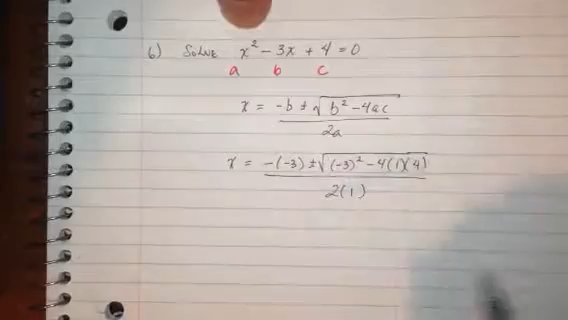 6) SOLVE x² - 3x + 4 = 0
a b c
x = -b ± √b² - 4ac / 2a
x = -(-3) ± √(-3)² - 4(1)(4) / 2(1)